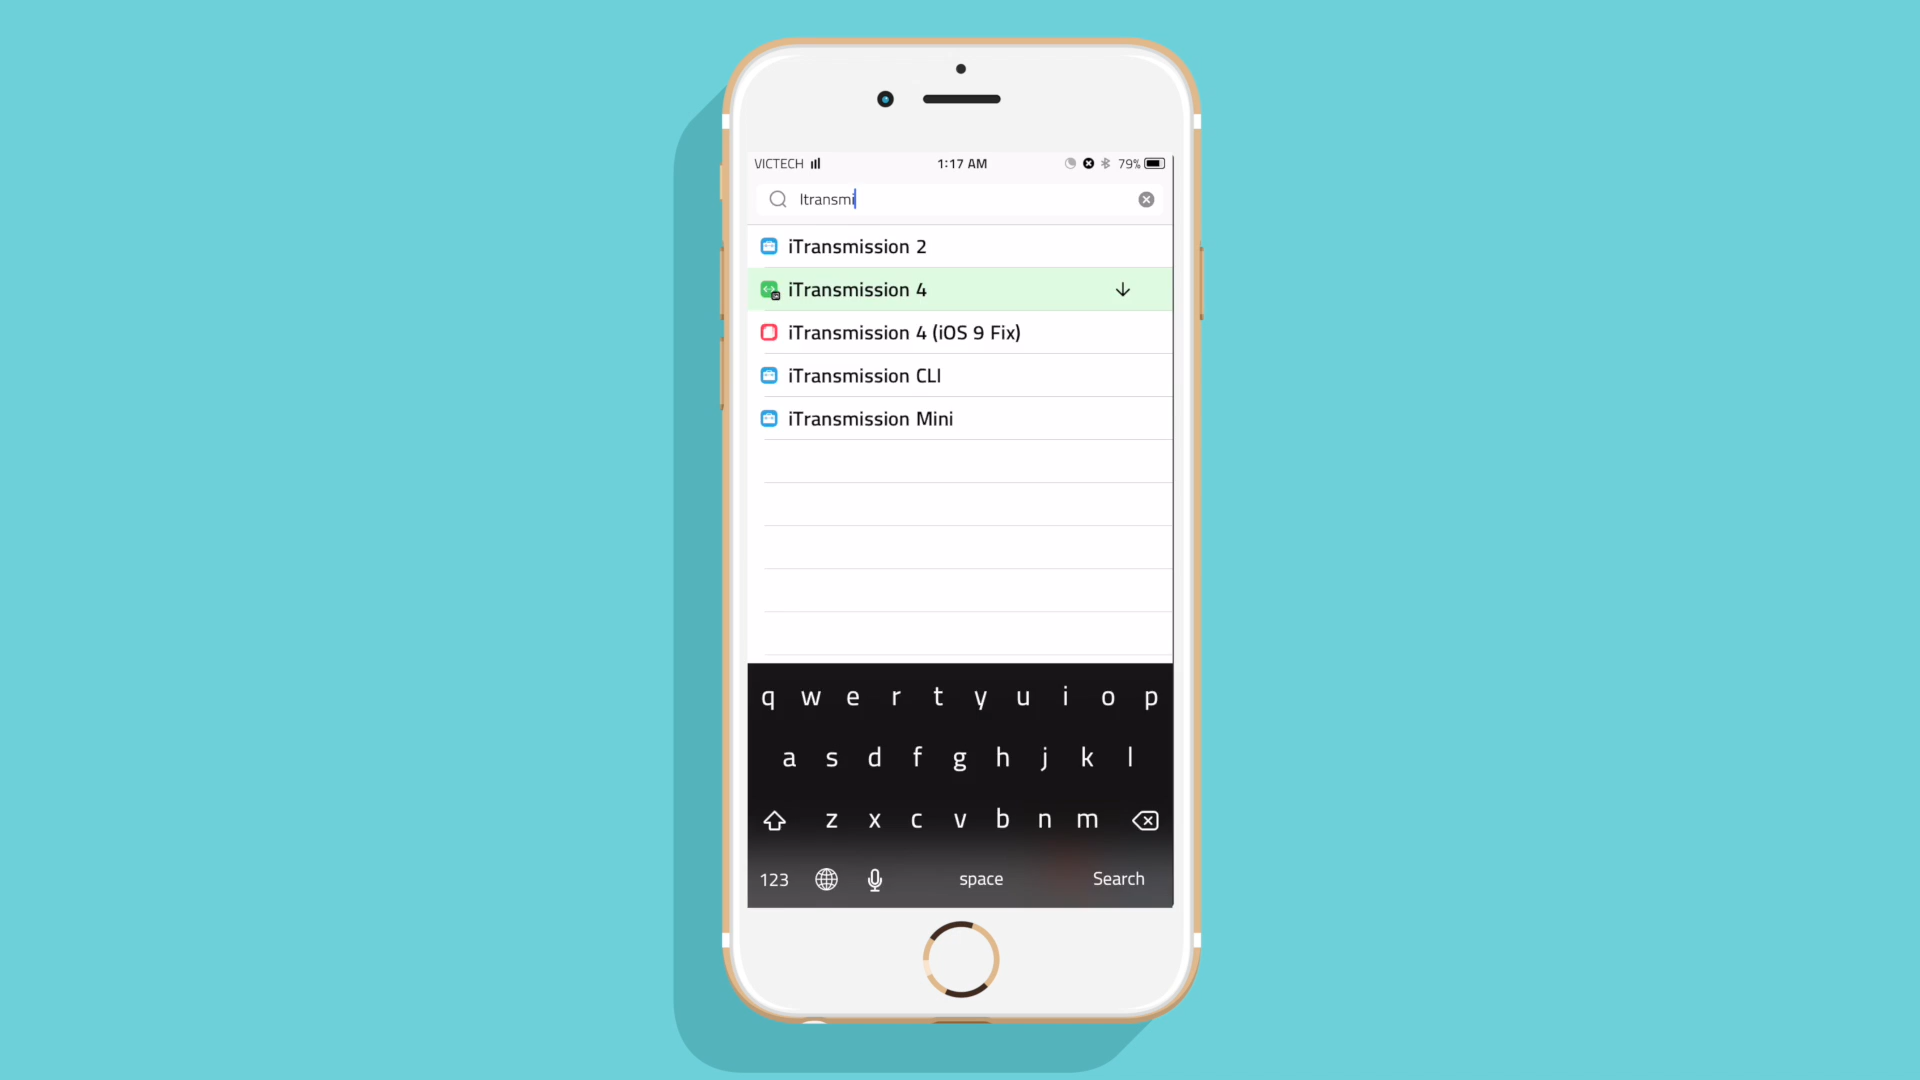 VICTECH 1:17 AM 79%
Itransmi
iTransmission 2
iTransmission 4
iTransmission 4 (iOS 9 Fix)
iTransmission CLI
iTransmission Mini
q w e r t y u i o p
a s d f g h j k l
z x c v b n m
123 space Search